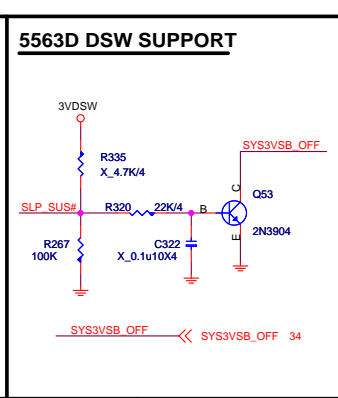 5563D DSW SUPPORT
3VDSW
R335
X_4.7K/4
SYS3VSB_OFF
SLP_SUS#
R320 22K/4
B
C
E
Q53
2N3904
R267
100K
C322
X_0.1u10X4
SYS3VSB_OFF
SYS3VSB_OFF 34